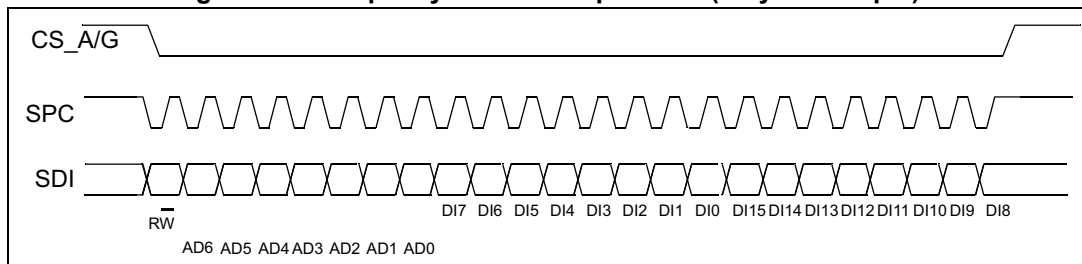 CS_A/G
SPC
SDI
RW
DI7 DI6 DI5 DI4 DI3 DI2 DI1 DI0 DI15 DI14 DI13 DI12 DI11 DI10 DI9 DI8
AD6 AD5 AD4 AD3 AD2 AD1 AD0